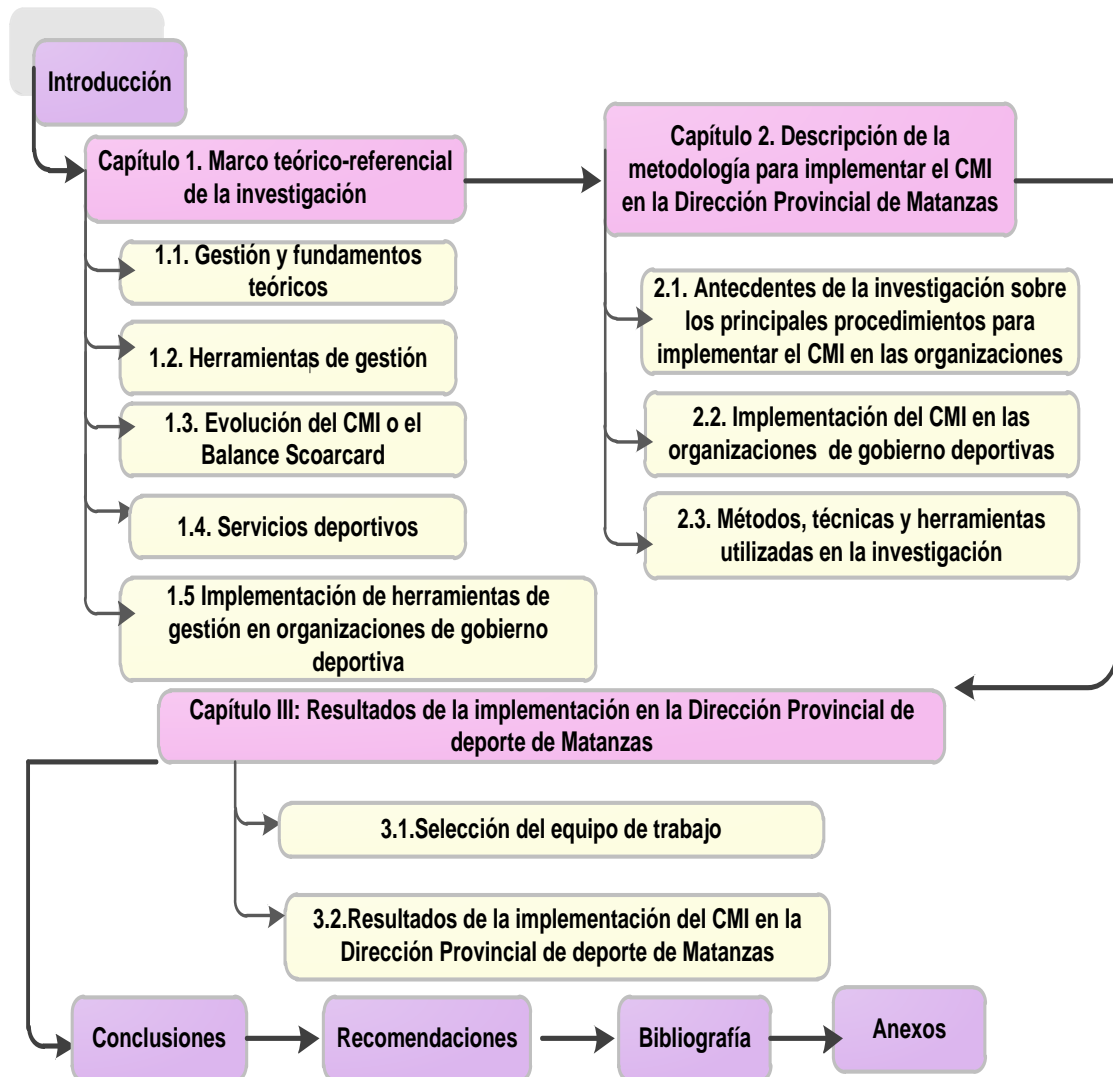 Introducción
Capítulo 1. Marco teórico-referencial
de la investigación
1.1. Gestión y fundamentos
teóricos
1.2. Herramientas de gestión
1.3. Evolución del CMI o el
Balance Scoarcard
1.4. Servicios deportivos
1.5 Implementación de herramientas de
gestión en organizaciones de gobierno
deportiva
Capítulo 2. Descripción de la
metodología para implementar el CMI
en la Dirección Provincial de Matanzas
2.1. Antecdentes de la investigación sobre
los principales procedimientos para
implementar el CMI en las organizaciones
2.2. Implementación del CMI en las
organizaciones de gobierno deportivas
2.3. Métodos, técnicas y herramientas
utilizadas en la investigación
Capítulo III: Resultados de la implementación en la Dirección Provincial de
deporte de Matanzas
3.1.Selección del equipo de trabajo
3.2.Resultados de la implementación del CMI en la
Dirección Provincial de deporte de Matanzas
Conclusiones
Recomendaciones
Bibliografía
Anexos